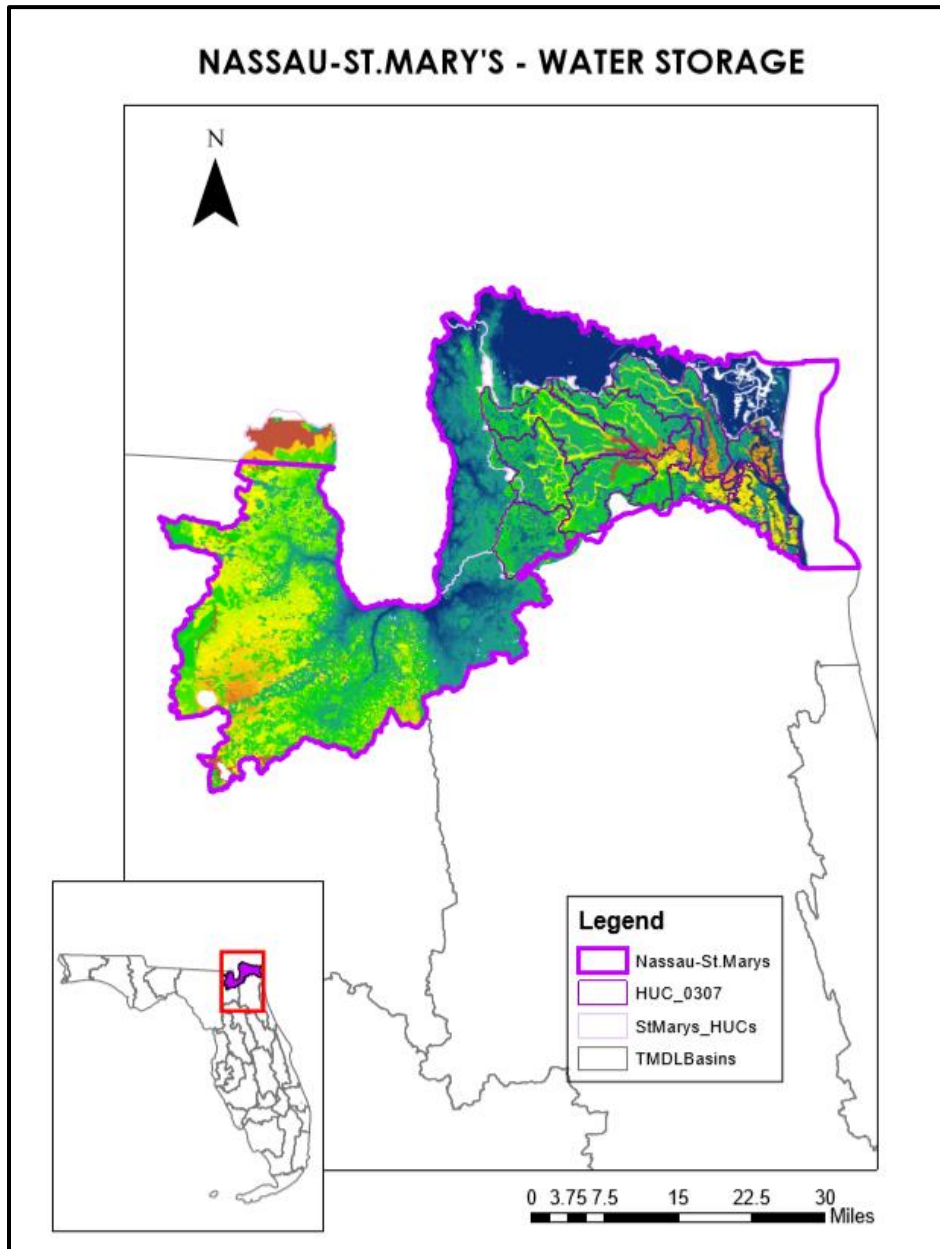 NASSAU-ST.MARY'S - WATER STORAGE
N
Legend
Nassau-St.Marys
HUC_0307
StMarys_HUCs
TMDLBasins
0 3.75 7.5 15 22.5 30
Miles